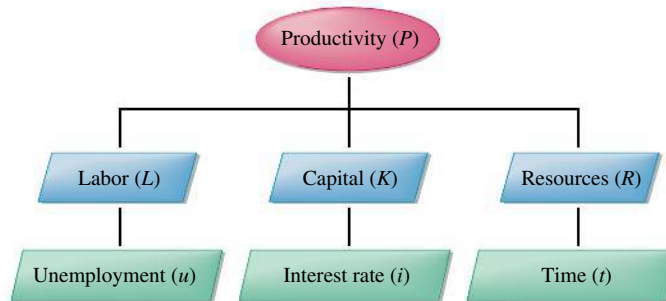 Productivity (P)
Labor (L)
Capital (K)
Resources (R)
Unemployment (u)
Interest rate (i)
Time (t)